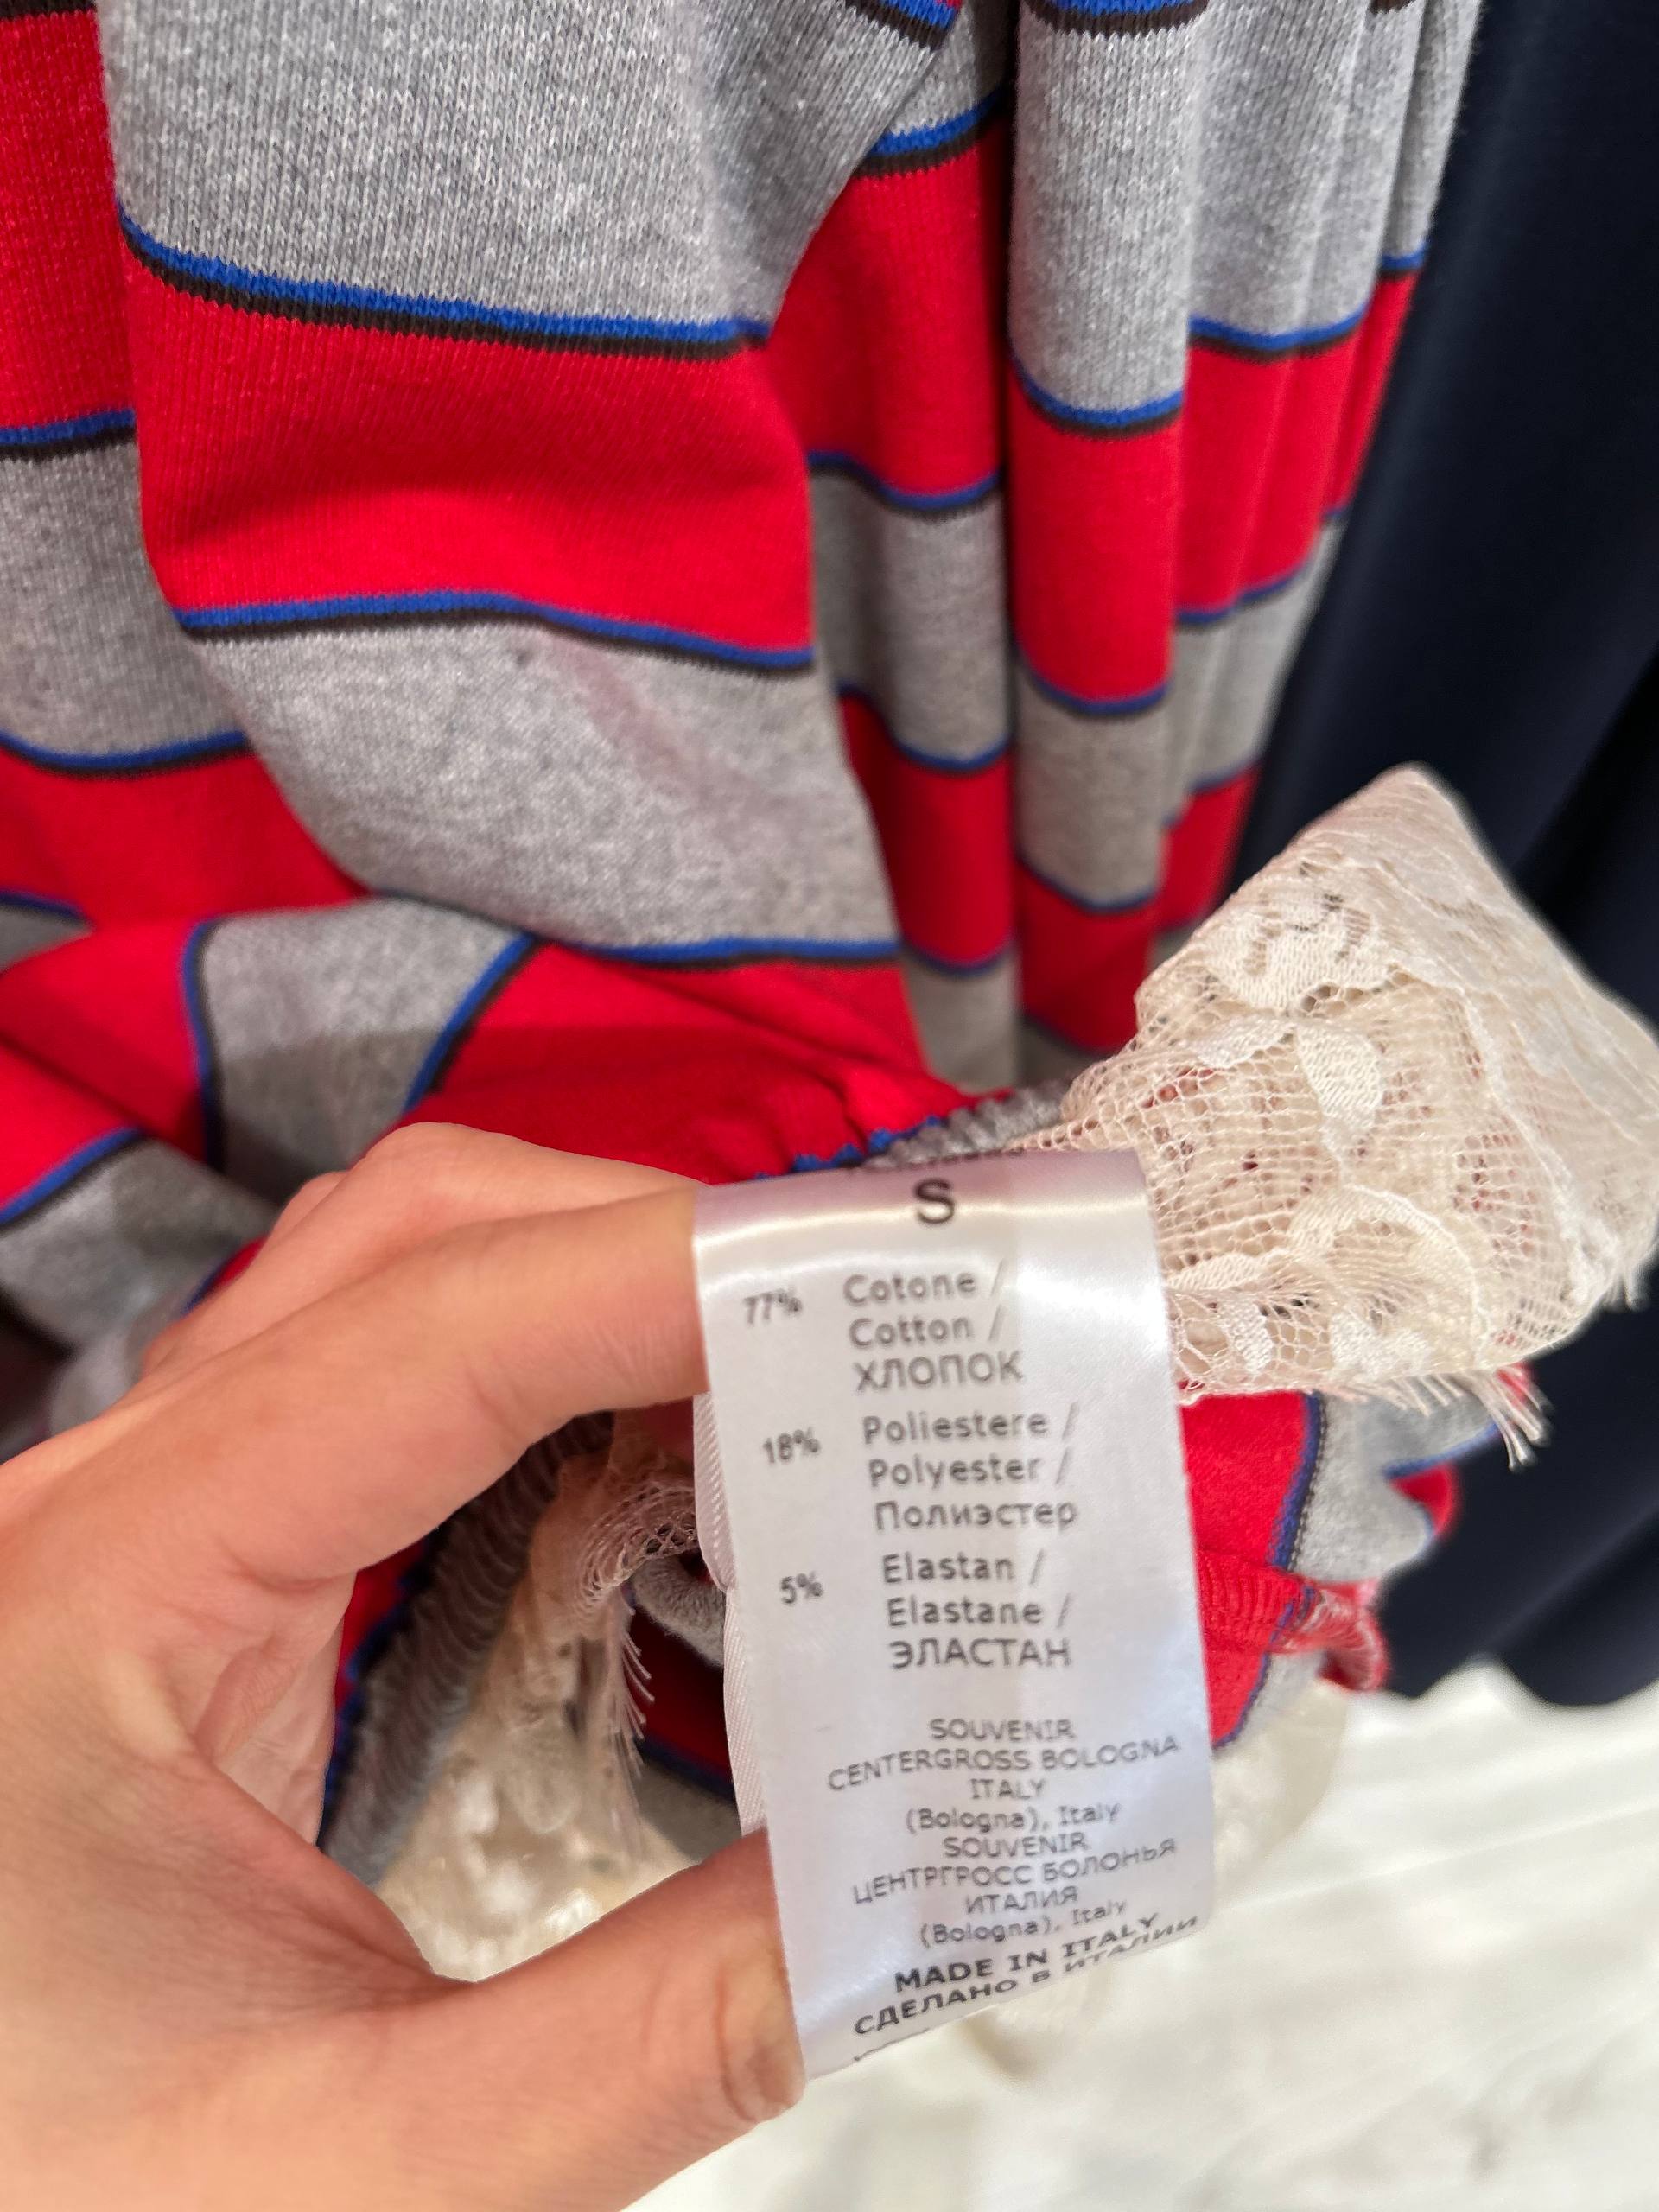 S
77% Cotone /
Cotton /
ХЛОПОК
18% Poliestere /
Polyester /
Полиэстер
5% Elastan /
Elastane /
ЭЛАСТАН
SOUVENIR
CENTERGROSS BOLOGNA
ITALY
(Bologna), Italy
SOUVENIR
ЦЕНТРГРОСС БОЛОНЬЯ
ИТАЛИЯ
(Bologna), Italy
MADE IN ITALY
СДЕЛАНО В ИТАЛИИ